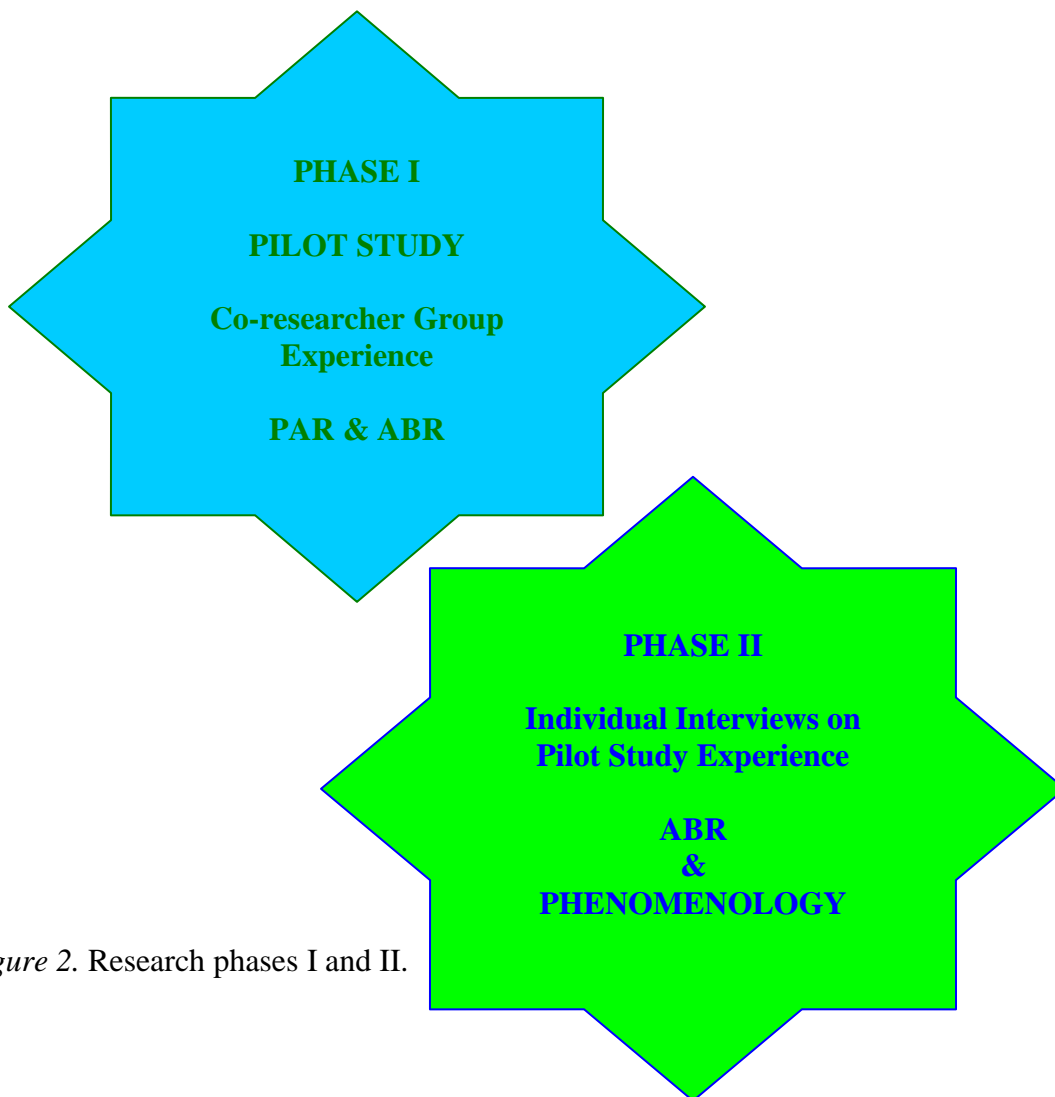 PHASE I
PILOT STUDY
Co-researcher Group
Experience
PAR & ABR
PHASE II
Individual Interviews on
Pilot Study Experience
ABR
&
PHENOMENOLOGY
gure 2. Research phases I and II.